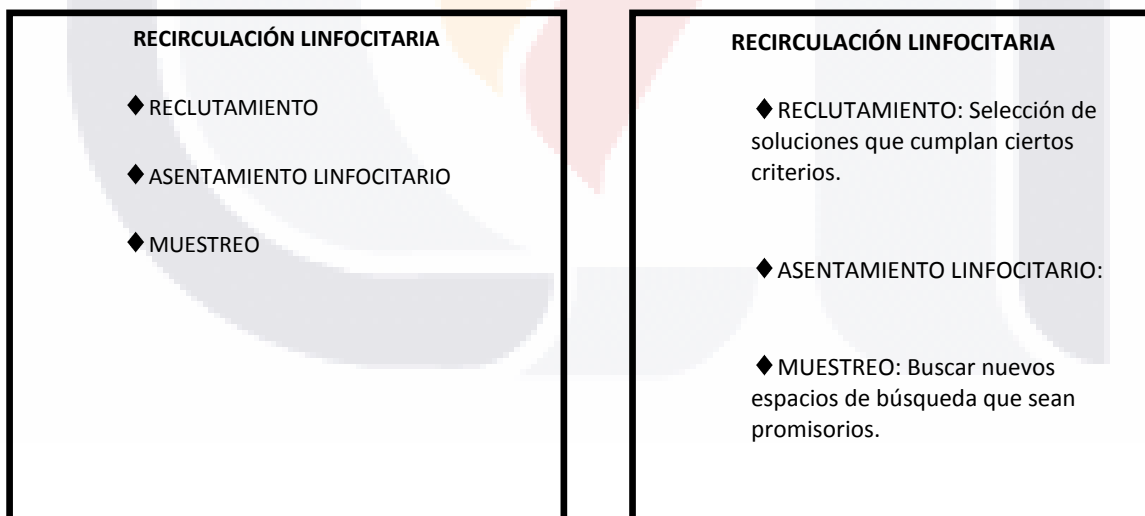 RECIRCULACIÓN LINFOCITARIA
♦ RECLUTAMIENTO
♦ ASENTAMIENTO LINFOCITARIO
♦ MUESTREO
RECIRCULACIÓN LINFOCITARIA
♦ RECLUTAMIENTO: Selección de
soluciones que cumplan ciertos
criterios.
♦ ASENTAMIENTO LINFOCITARIO:
♦ MUESTREO: Buscar nuevos
espacios de búsqueda que sean
promisorios.